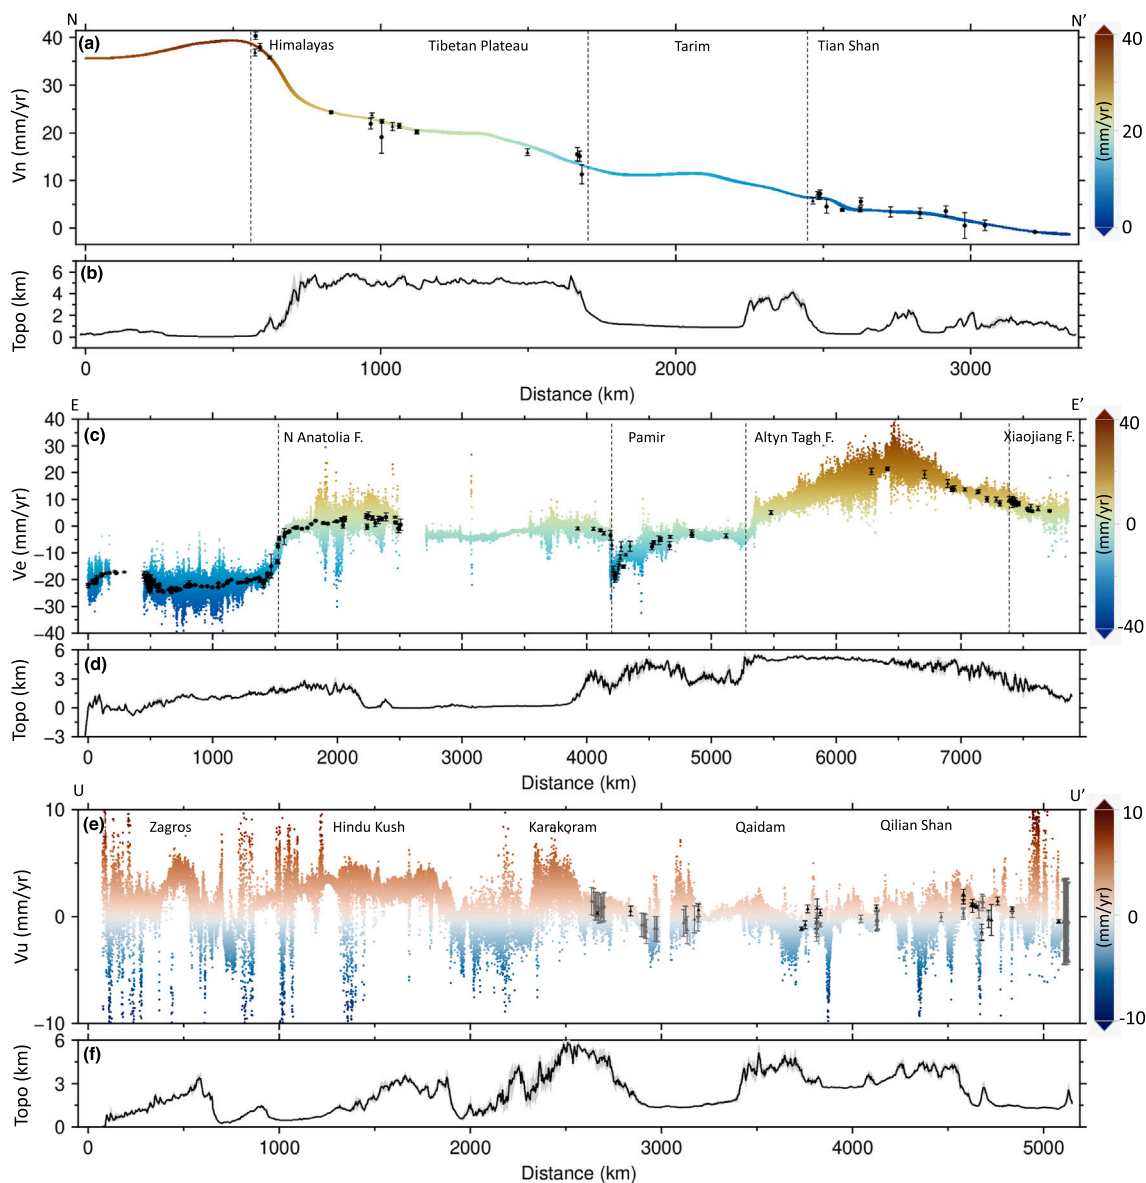 N N'
(a) Himalayas Tibetan Plateau Tarim Tian Shan
40
30
20
10
0
Vn (mm/yr)
40
20
0
(mm/yr)
(b)
6
4
2
0
Topo (km)
0 1000 2000 3000
Distance (km)
E E'
(c) N Anatolia F. Pamir Altyn Tagh F. Xiaojiang F.
40
30
20
10
0
−10
−20
−30
−40
Ve (mm/yr)
40
0
-40
(mm/yr)
(d)
6
3
0
−3
Topo (km)
0 1000 2000 3000 4000 5000 6000 7000
Distance (km)
U U'
(e) Zagros Hindu Kush Karakoram Qaidam Qilian Shan
10
0
−10
Vu (mm/yr)
10
0
-10
(mm/yr)
(f)
6
3
0
Topo (km)
0 1000 2000 3000 4000 5000
Distance (km)